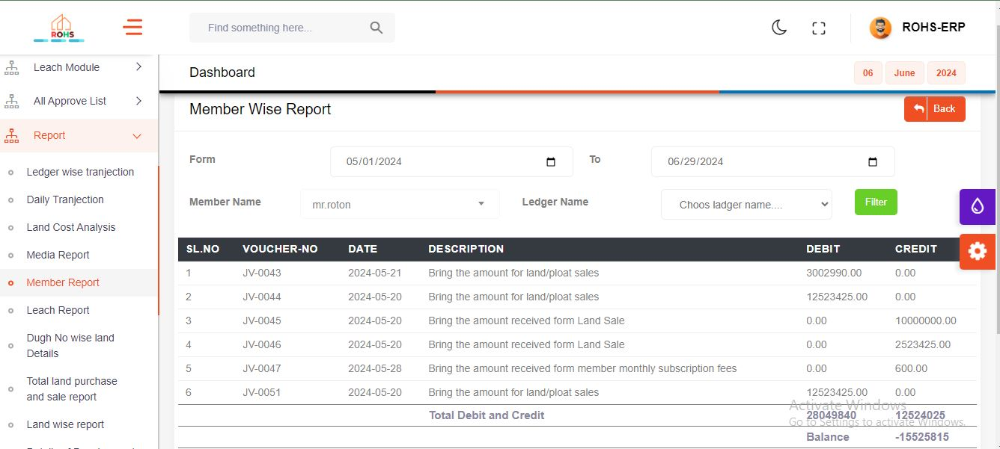 ROHS
Find something here...
ROHS-ERP
Leach Module
All Approve List
Report
Ledger wise tranjection
Daily Tranjection
Land Cost Analysis
Media Report
Member Report
Leach Report
Dugh No wise land
Details
Total land purchase
and sale report
Land wise report
Dashboard
06 June 2024
Member Wise Report
Back
Form 05/01/2024 To 06/29/2024
Member Name mr.roton Ledger Name Choos ladger name.... Filter
SL.NO VOUCHER-NO DATE DESCRIPTION DEBIT CREDIT
1 JV-0043 2024-05-21 Bring the amount for land/ploat sales 3002990.00 0.00
2 JV-0044 2024-05-20 Bring the amount for land/ploat sales 12523425.00 0.00
3 JV-0045 2024-05-20 Bring the amount received form Land Sale 0.00 10000000.00
4 JV-0046 2024-05-20 Bring the amount received form Land Sale 0.00 2523425.00
5 JV-0047 2024-05-28 Bring the amount received form member monthly subscription fees 0.00 600.00
6 JV-0051 2024-05-20 Bring the amount for land/ploat sales 12523425.00 0.00
Total Debit and Credit 28049840 12524025
Balance -15525815
Activate Windows
Go to Settings to activate Windows.